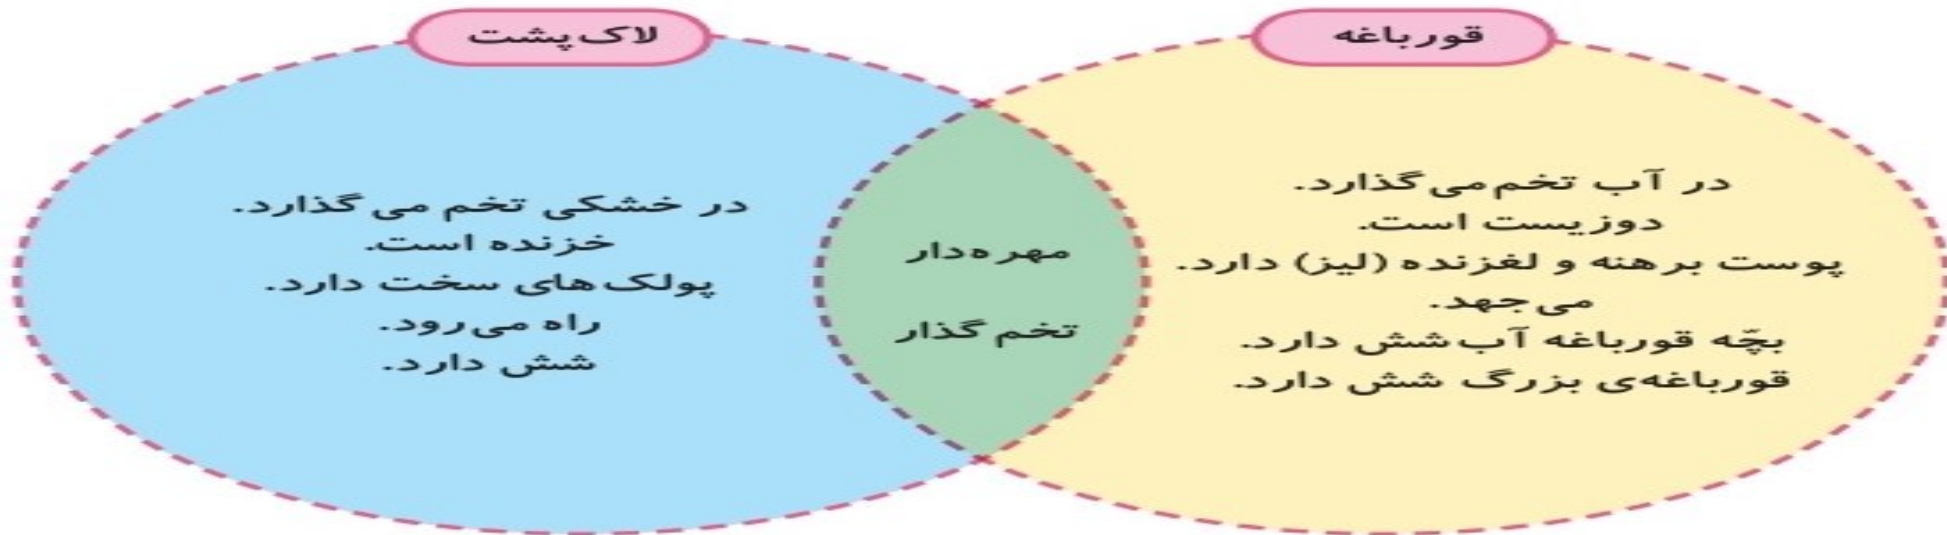 قورباغه
در آب تخم می‌گذارد.
دوزیست است.
پوست برهنه و لغزنده (لیز) دارد.
می‌جهد.
بچّه قورباغه آب‌شش دارد.
قورباغه‌ی بزرگ شش دارد.
مهره‌دار
تخم‌گذار
لاک‌پشت
در خشکی تخم می‌گذارد.
خزنده است.
پولک‌های سخت دارد.
راه می‌رود.
شش دارد.